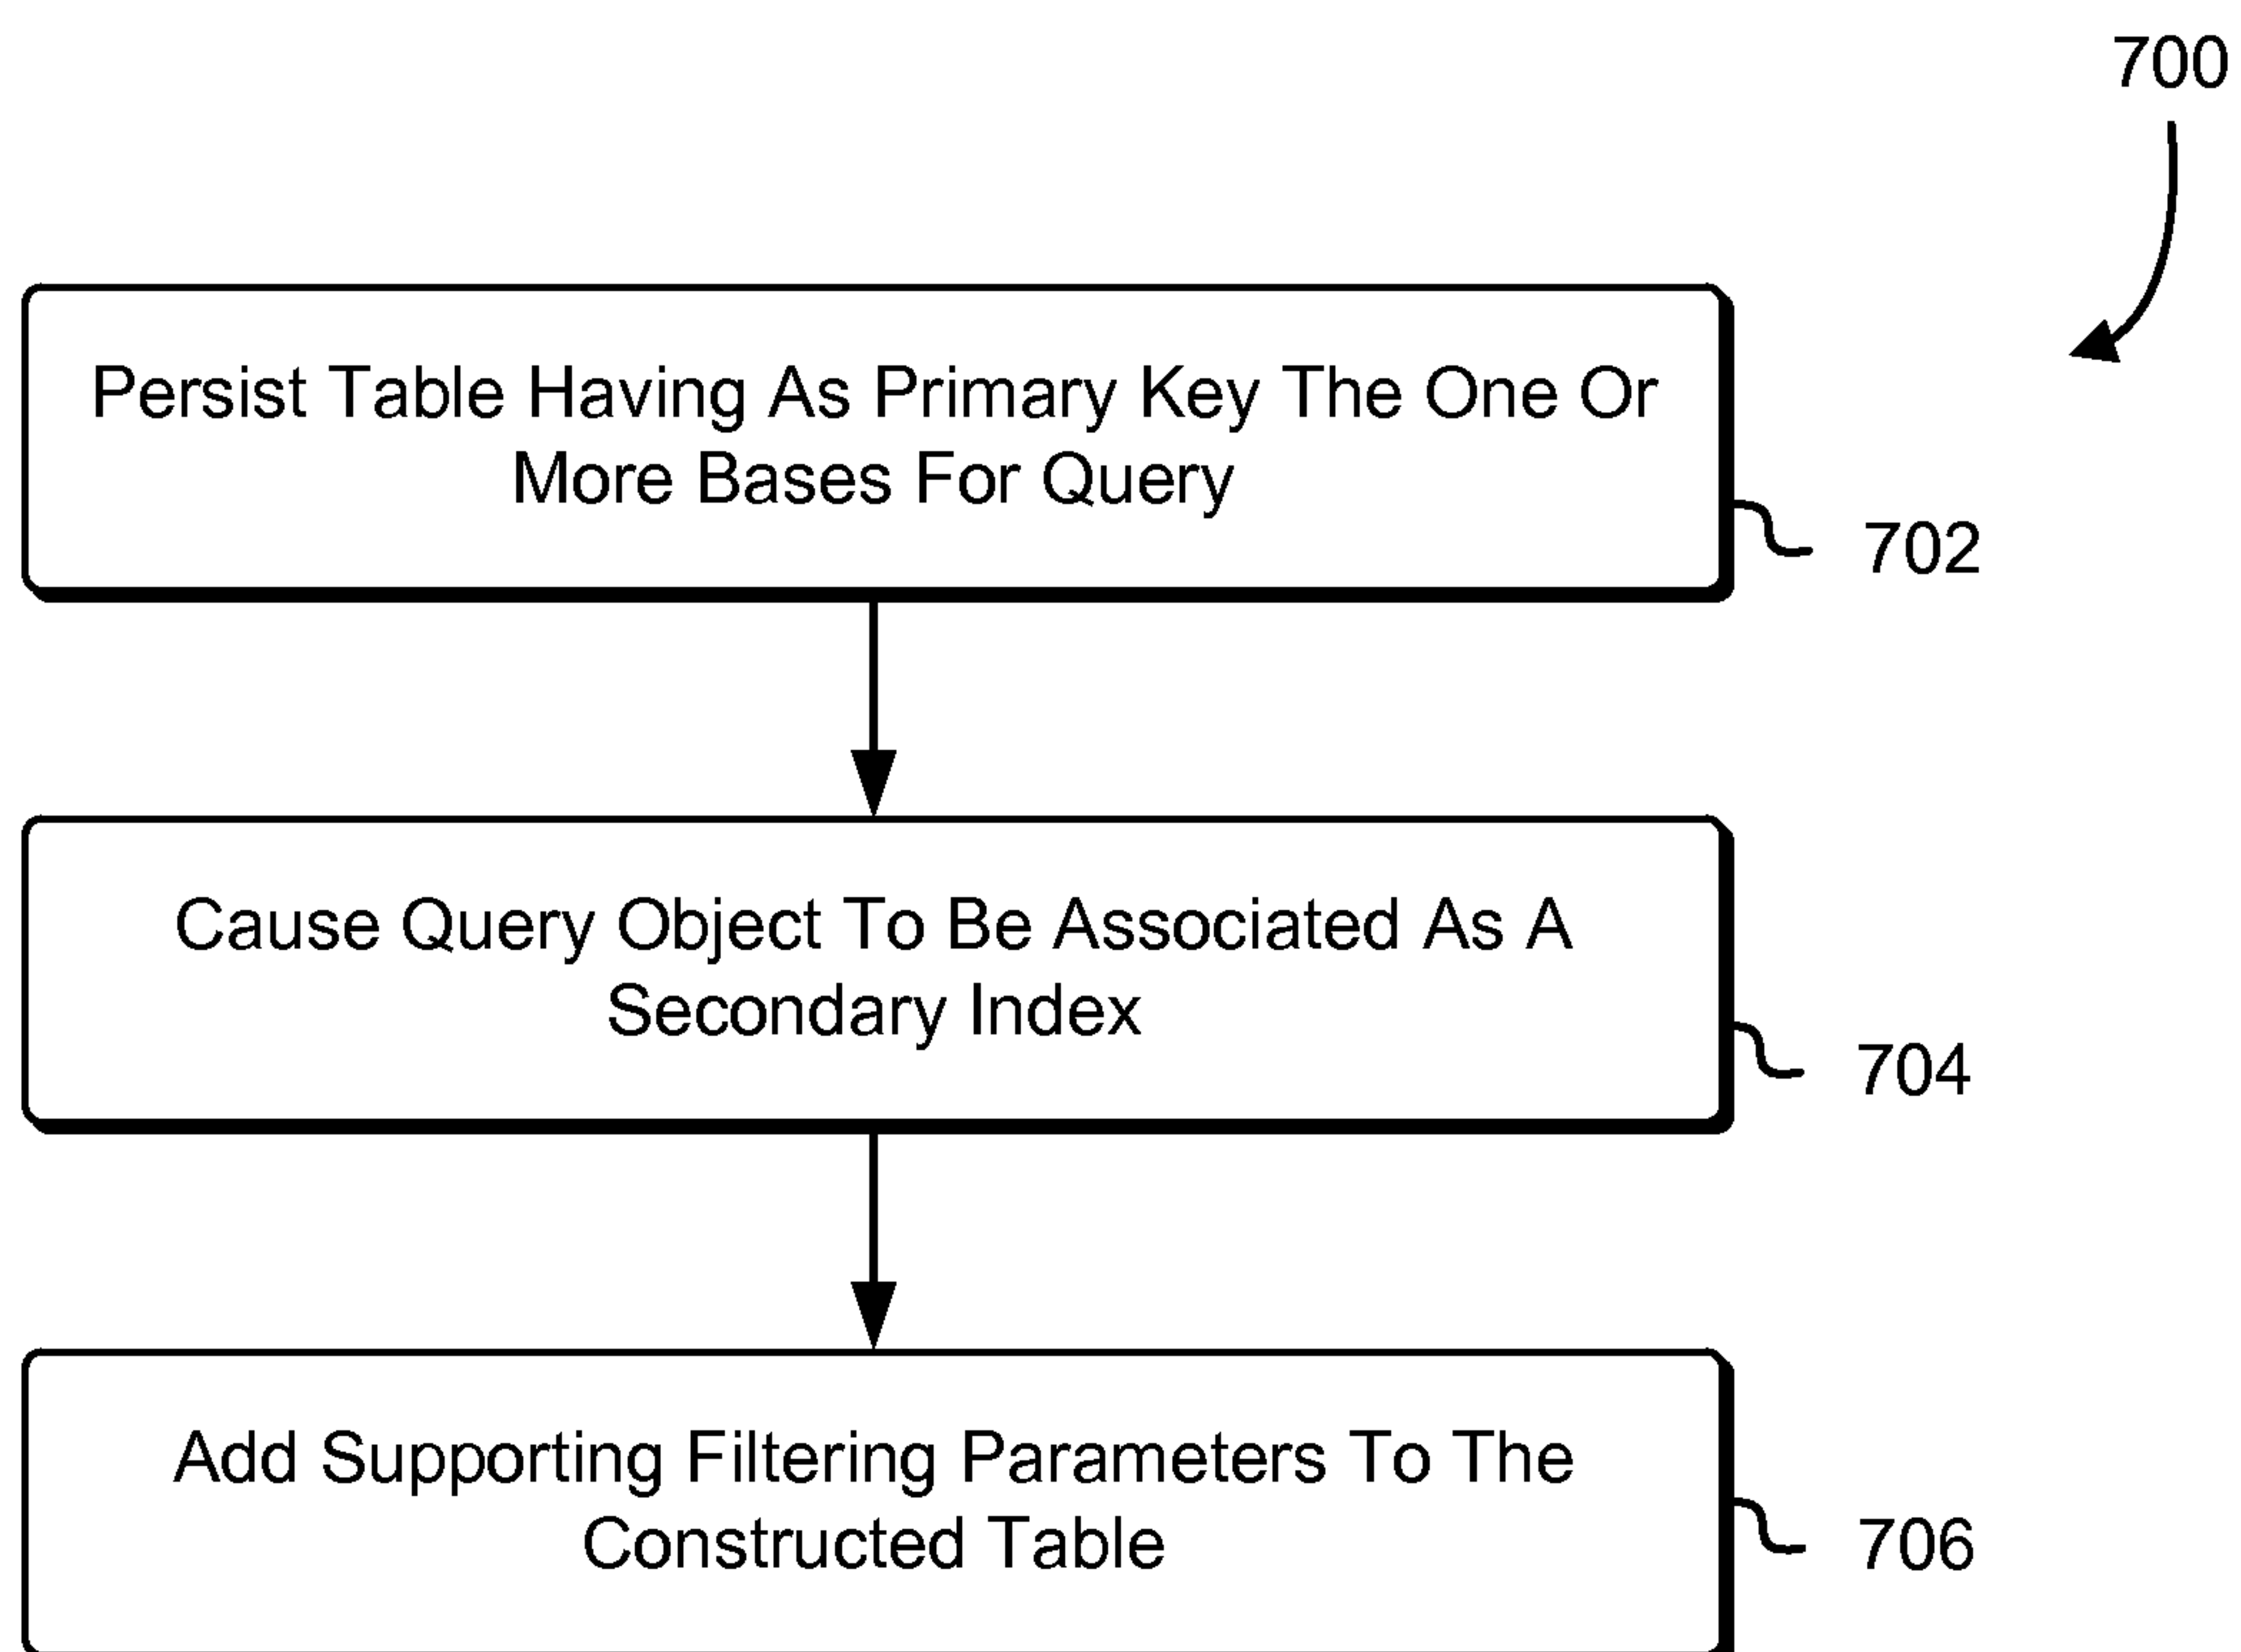 700
Persist Table Having As Primary Key The One Or
More Bases For Query
702
Cause Query Object To Be Associated As A
Secondary Index
704
Add Supporting Filtering Parameters To The
Constructed Table
706